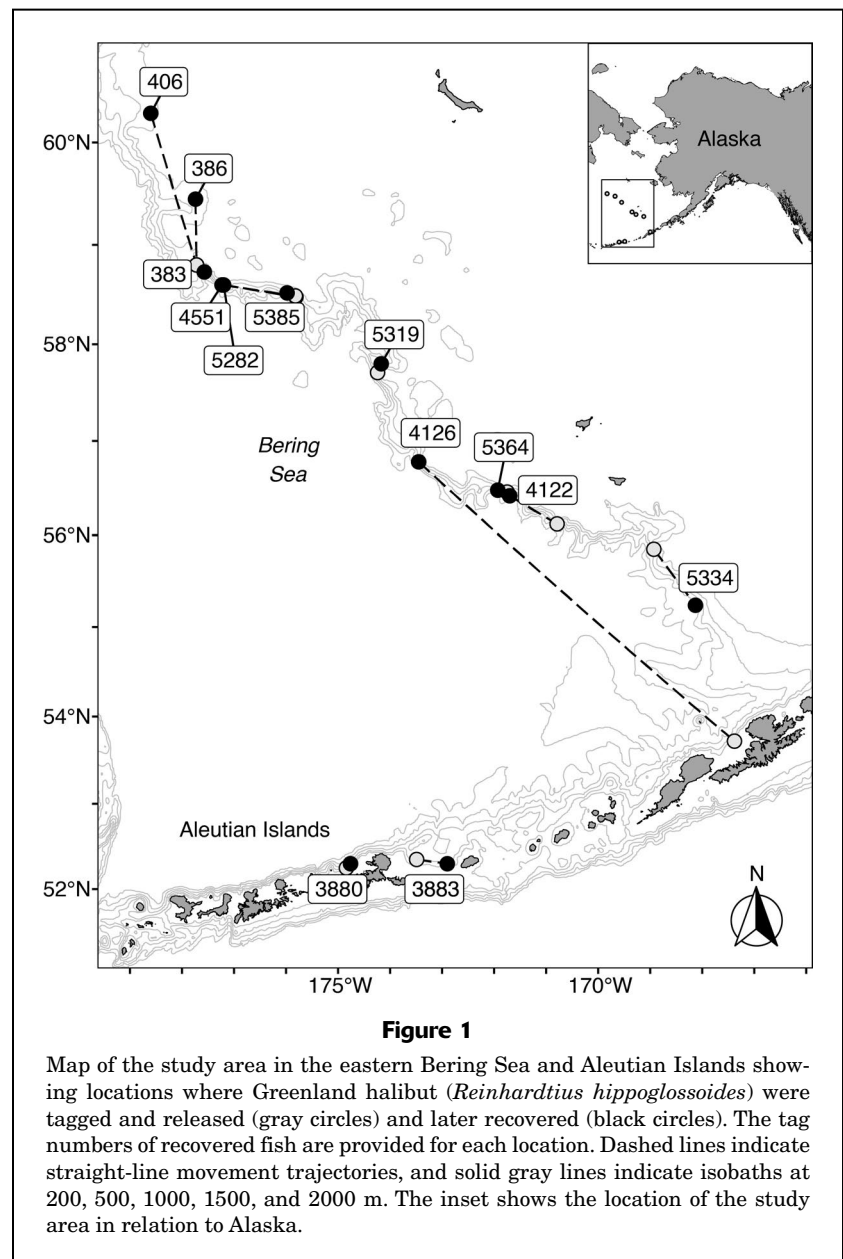 406
60°N
386
Alaska
383
4551
5385
5282
58°N
5319
Bering
Sea
4126
5364
4122
56°N
5334
54°N
Aleutian Islands
52°N
3880
3883
N
175°W
170°W
Figure 1
Map of the study area in the eastern Bering Sea and Aleutian Islands show-
ing locations where Greenland halibut (Reinhardtius hippoglossoides) were
tagged and released (gray circles) and later recovered (black circles). The tag
numbers of recovered fish are provided for each location. Dashed lines indicate
straight-line movement trajectories, and solid gray lines indicate isobaths at
200, 500, 1000, 1500, and 2000 m. The inset shows the location of the study
area in relation to Alaska.